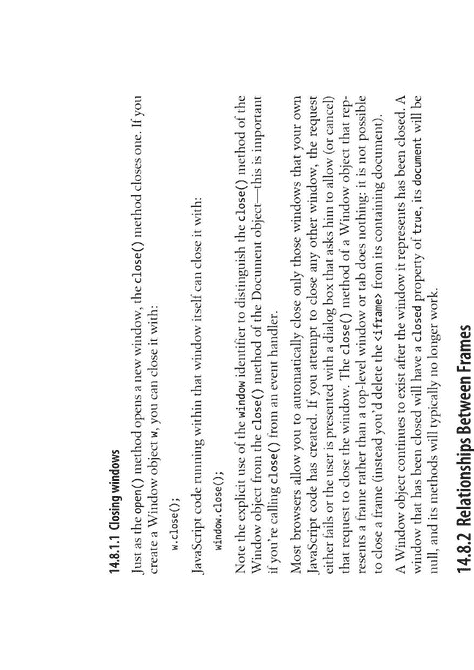 14.8.1.1 Closing windows
Just as the open() method opens a new window, the close() method closes one. If you
create a Window object w, you can close it with:
w.close();
JavaScript code running within that window itself can close it with:
window.close();
Note the explicit use of the window identifier to distinguish the close() method of the
Window object from the close() method of the Document object—this is important
if you're calling close() from an event handler.
Most browsers allow you to automatically close only those windows that your own
JavaScript code has created. If you attempt to close any other window, the request
either fails or the user is presented with a dialog box that asks him to allow (or cancel)
that request to close the window. The close() method of a Window object that rep-
resents a frame rather than a top-level window or tab does nothing: it is not possible
to close a frame (instead you'd delete the <iframe> from its containing document).
A Window object continues to exist after the window it represents has been closed. A
window that has been closed will have a closed property of true, its document will be
null, and its methods will typically no longer work.
14.8.2 Relationships Between Frames